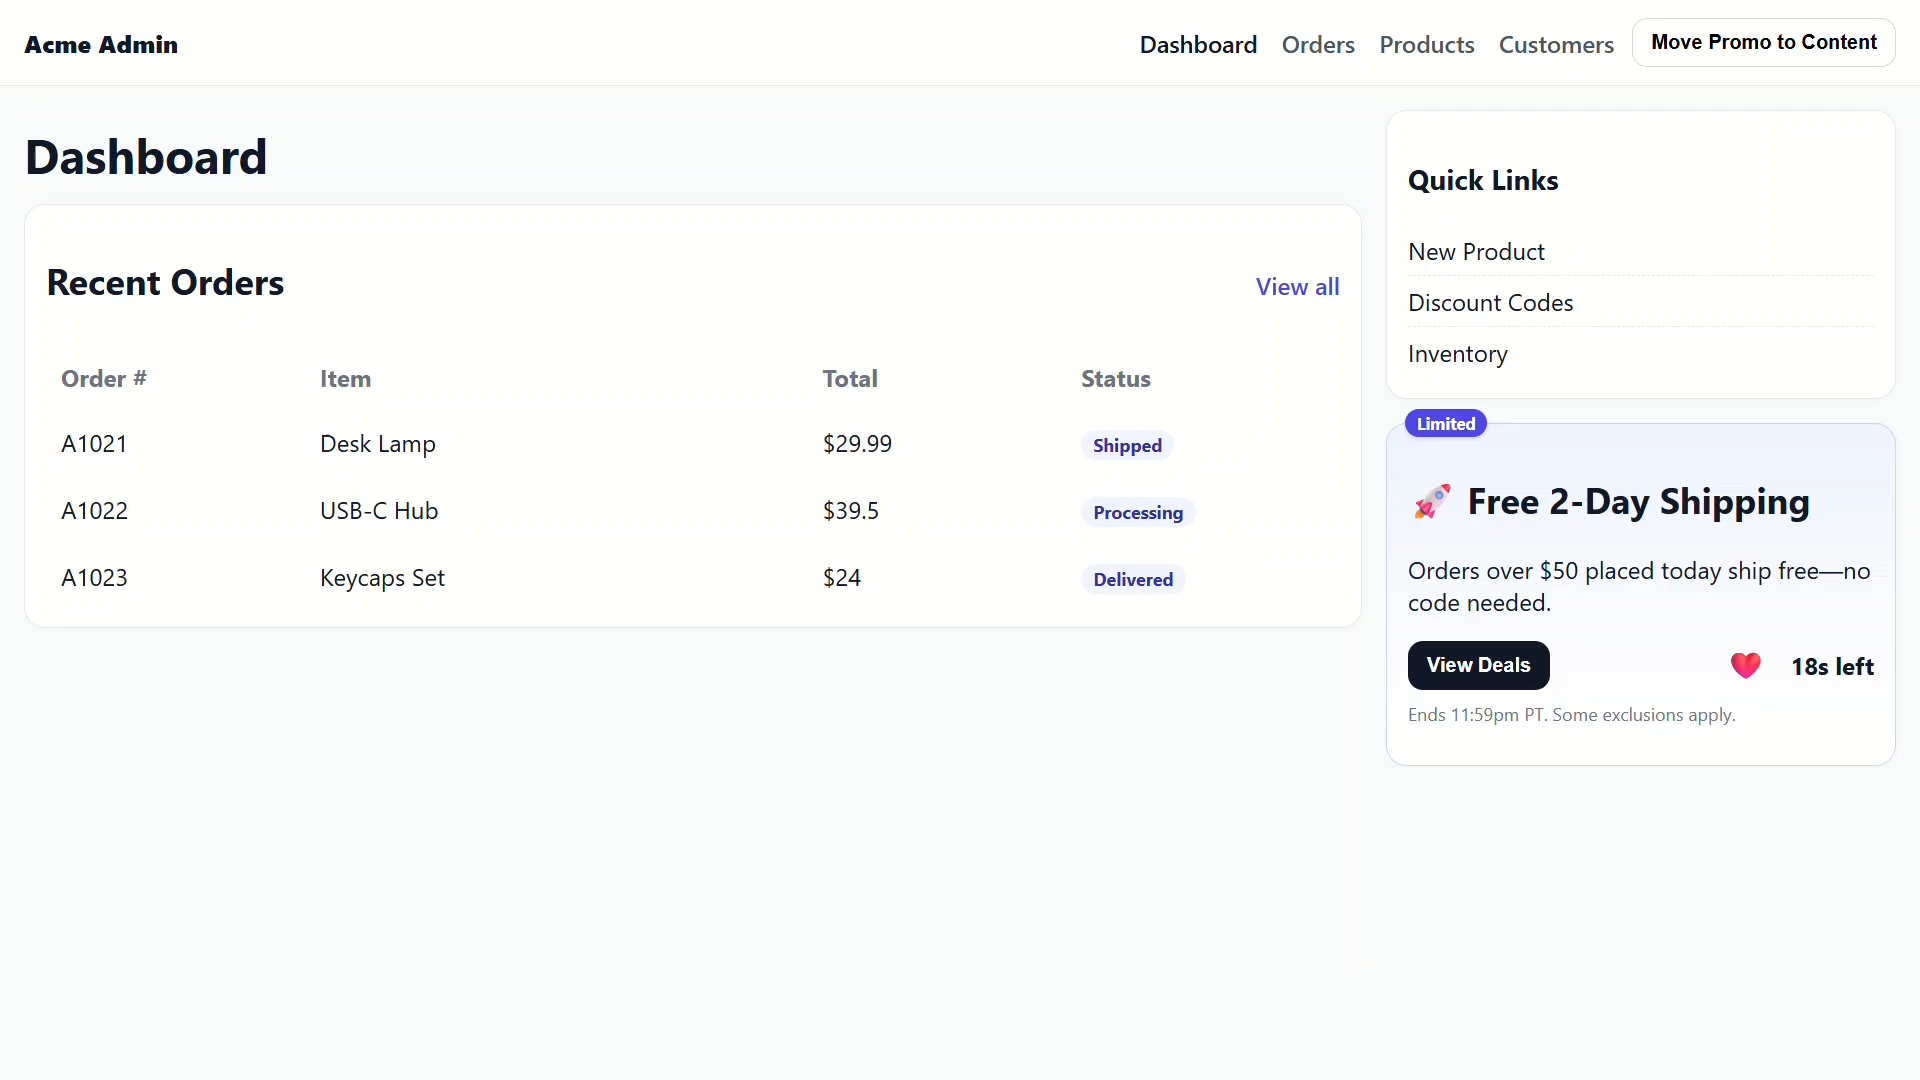 Acme Admin
Dashboard Orders Products Customers Move Promo to Content
Dashboard
Recent Orders
View all
Order # Item Total Status
A1021 Desk Lamp $29.99 Shipped
A1022 USB-C Hub $39.5 Processing
A1023 Keycaps Set $24 Delivered
Quick Links
New Product
Discount Codes
Inventory
Limited
🚀 Free 2-Day Shipping
Orders over $50 placed today ship free—no
code needed.
View Deals ❤️ 18s left
Ends 11:59pm PT. Some exclusions apply.